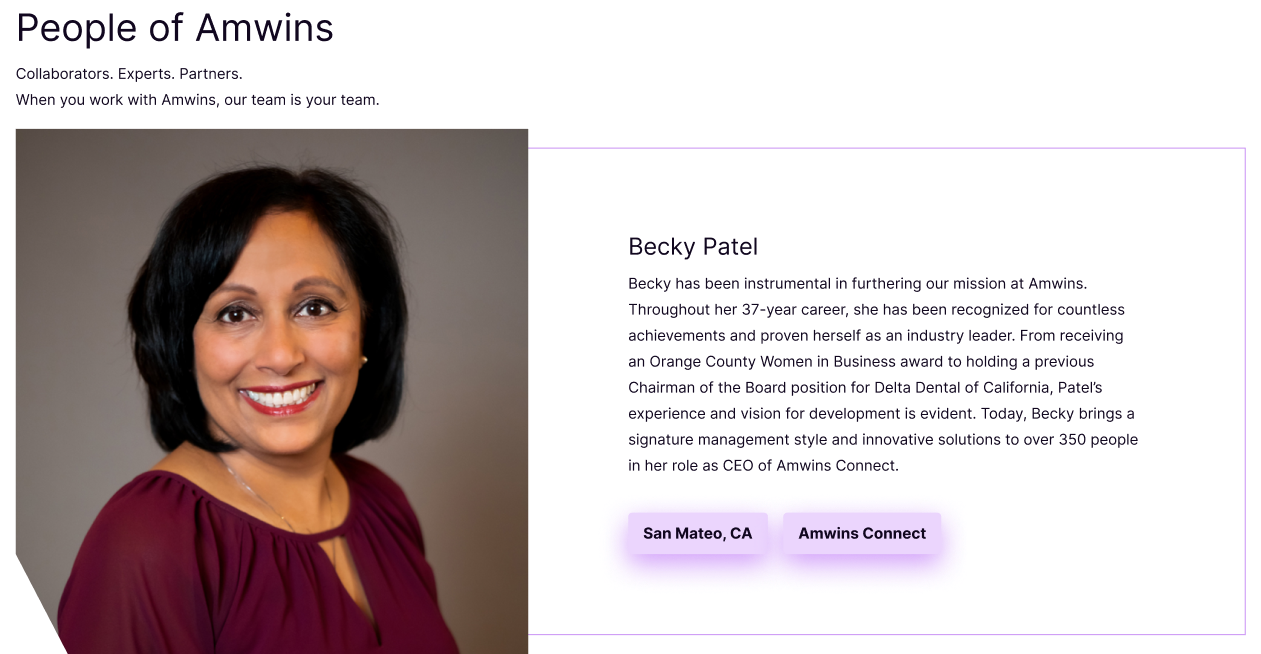 People of Amwins
Collaborators. Experts. Partners.
When you work with Amwins, our team is your team.
Becky Patel
Becky has been instrumental in furthering our mission at Amwins.
Throughout her 37-year career, she has been recognized for countless
achievements and proven herself as an industry leader. From receiving
an Orange County Women in Business award to holding a previous
Chairman of the Board position for Delta Dental of California, Patel’s
experience and vision for development is evident. Today, Becky brings a
signature management style and innovative solutions to over 350 people
in her role as CEO of Amwins Connect.
San Mateo, CA
Amwins Connect